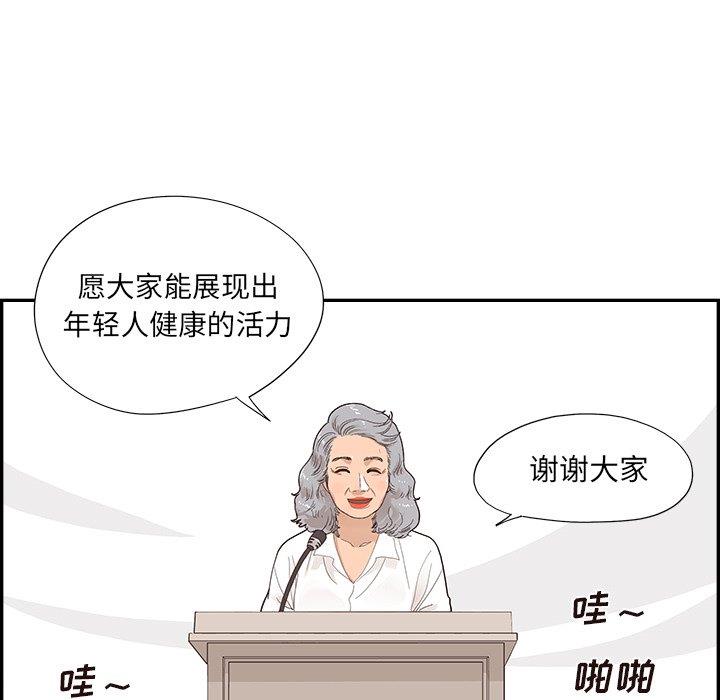 愿大家能展现出
年轻人健康的活力
谢谢大家
哇~
啪啪
哇~